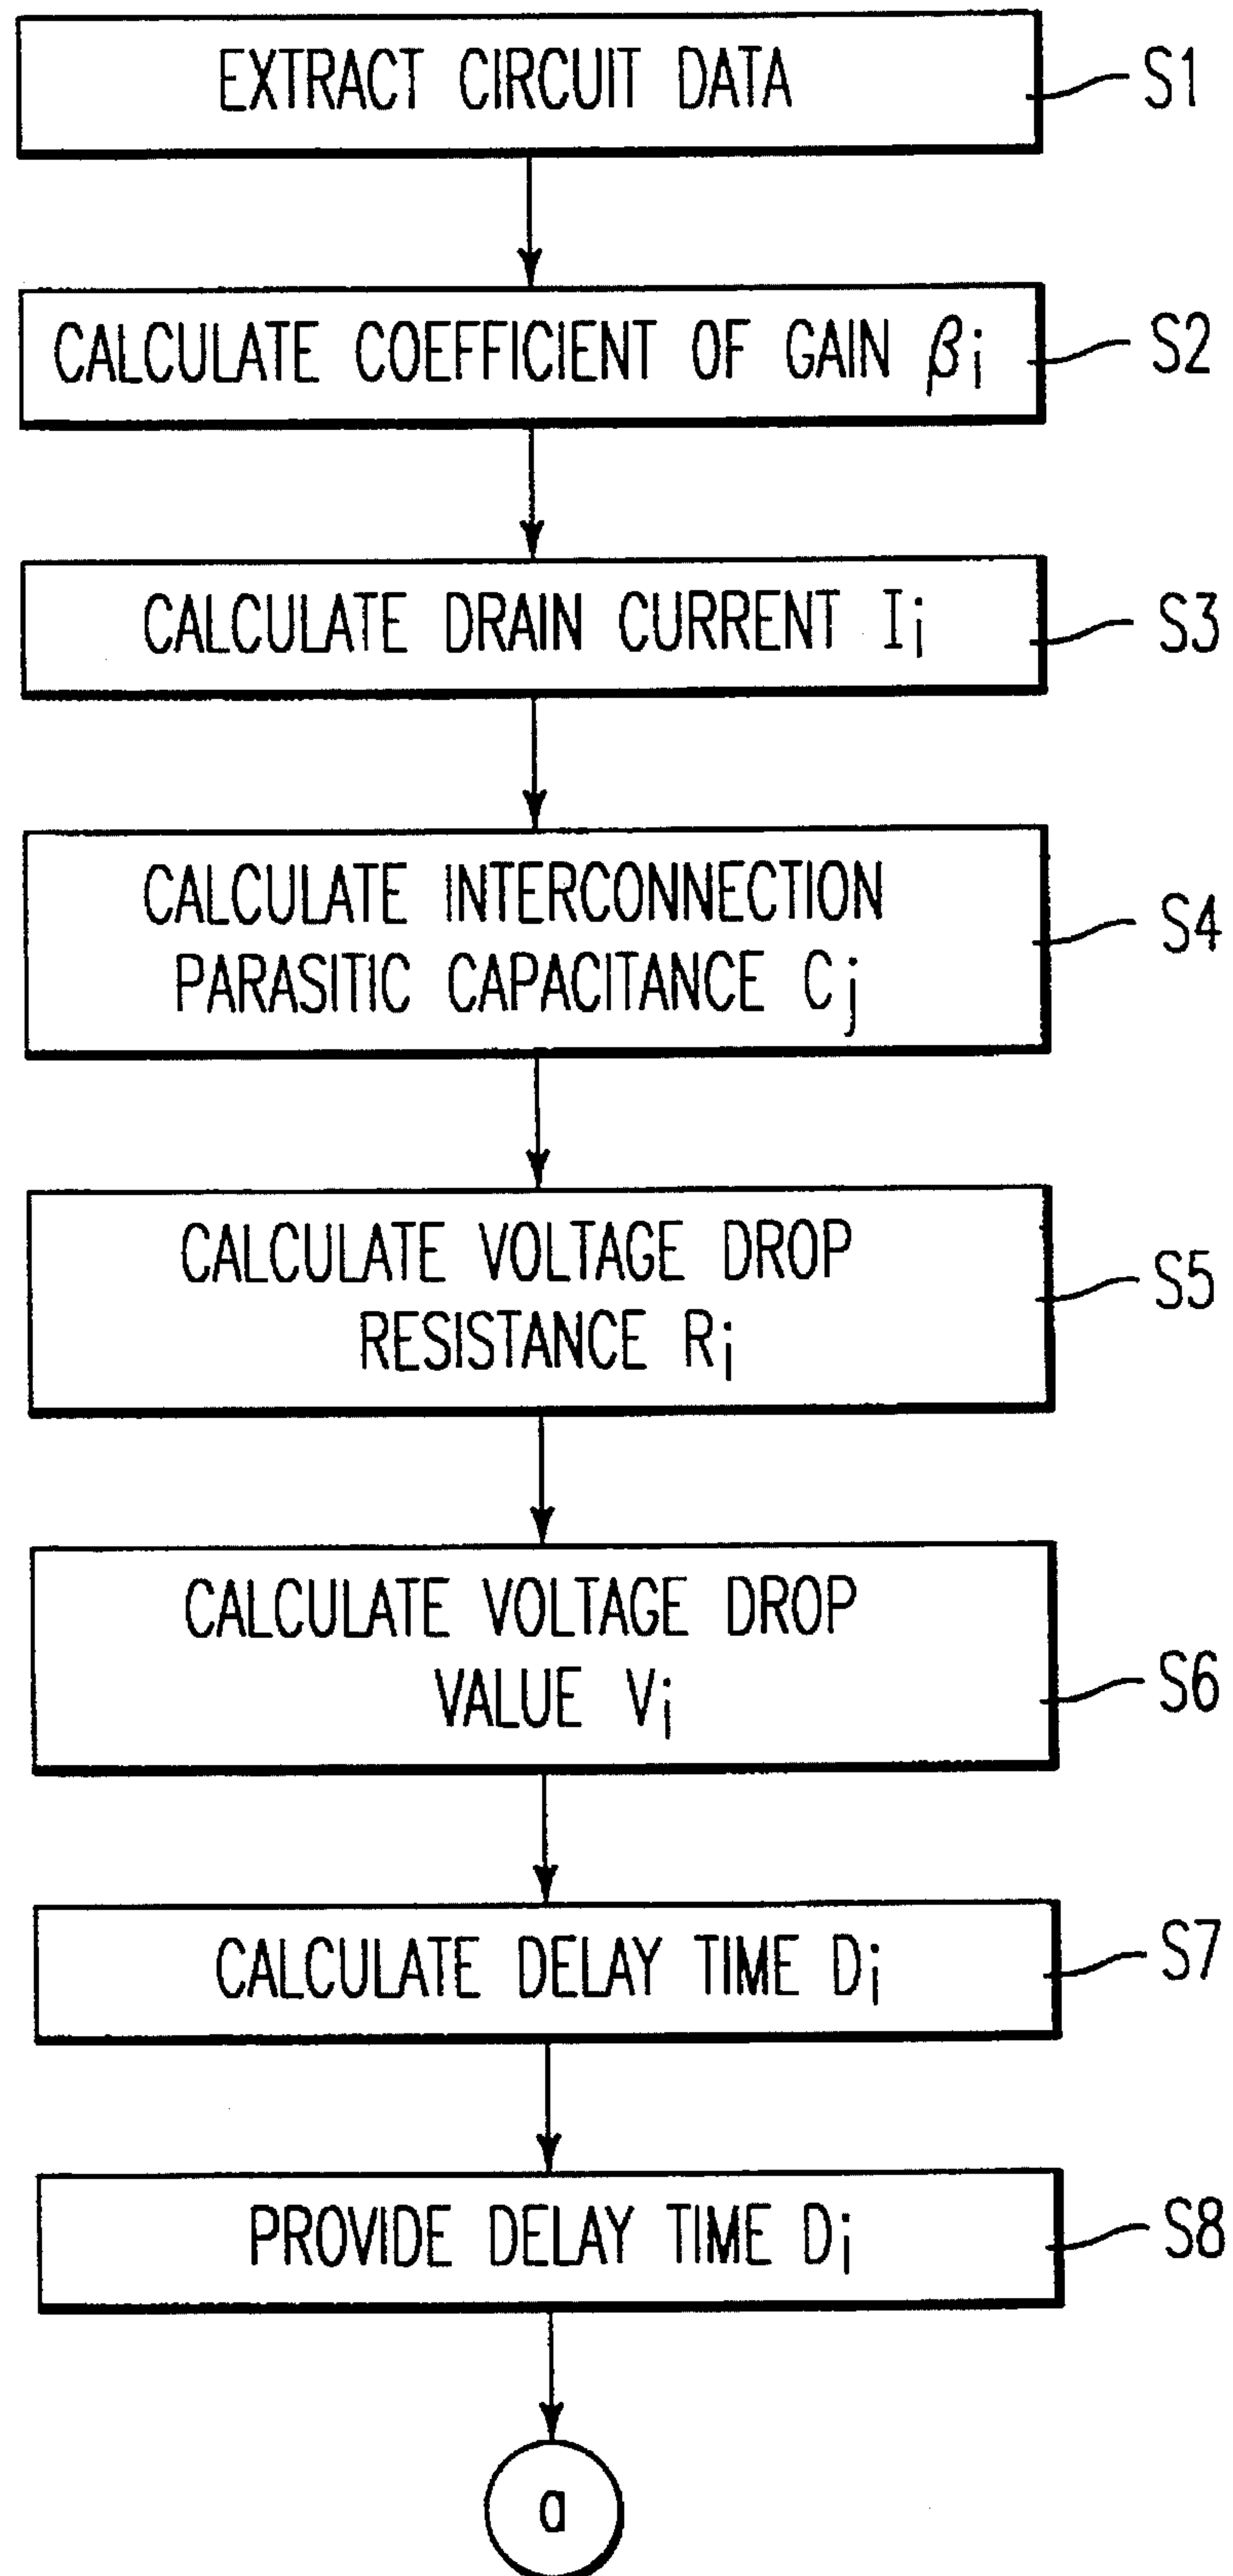 EXTRACT CIRCUIT DATA
S1
CALCULATE COEFFICIENT OF GAIN βi
S2
CALCULATE DRAIN CURRENT Ii
S3
CALCULATE INTERCONNECTION
PARASITIC CAPACITANCE Cj
S4
CALCULATE VOLTAGE DROP
RESISTANCE Ri
S5
CALCULATE VOLTAGE DROP
VALUE Vi
S6
CALCULATE DELAY TIME Di
S7
PROVIDE DELAY TIME Di
S8
a